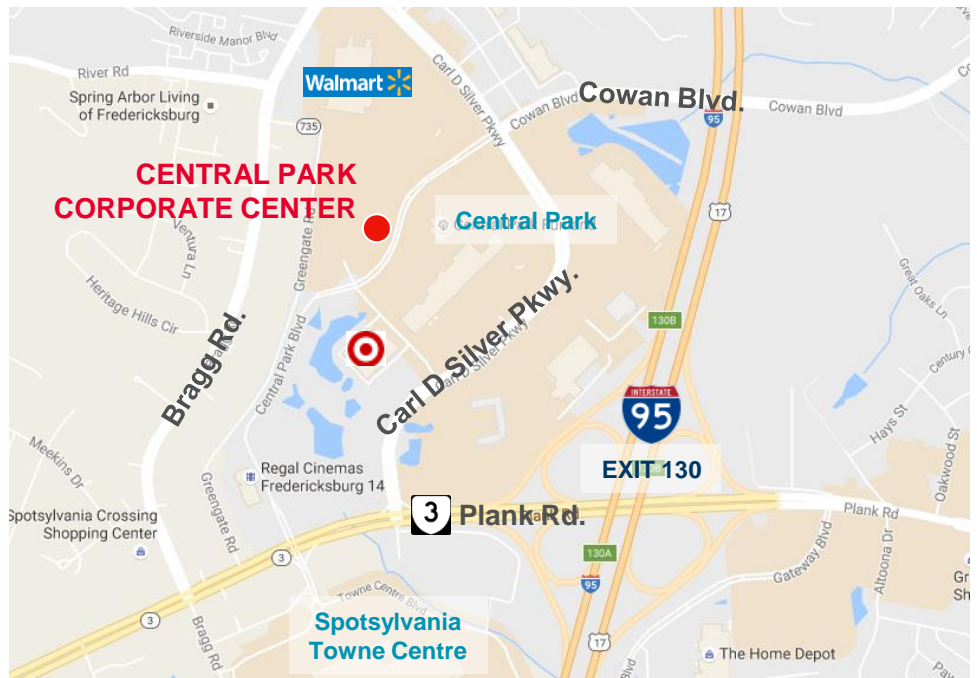 Riverside Manor Blvd
River Rd
Walmart
Spring Arbor Living
of Fredericksburg
735
Carl D Silver Pkwy
Cowan Blvd
Cowan Blvd.
Cowan Blvd
95
17
CENTRAL PARK
CORPORATE CENTER
Central Park
Ventura Ln
Greengate Rd
Heritage Hills Cir
Great Oaks Ln
Bragg Rd.
Central Park Blvd
Carl D Silver Pkwy.
130B
INTERSTATE
95
EXIT 130
Hays St
Oakwood St
Meekins Dr
Greengate Rd
Regal Cinemas
Fredericksburg 14
Spotsylvania Crossing
Shopping Center
3
Plank Rd.
Plank Rd
3
130A
Gateway Blvd
Altoona Dr
95
3
Bragg Rd
Towne Centre Blvd
Spotsylvania
Towne Centre
17
The Home Depot